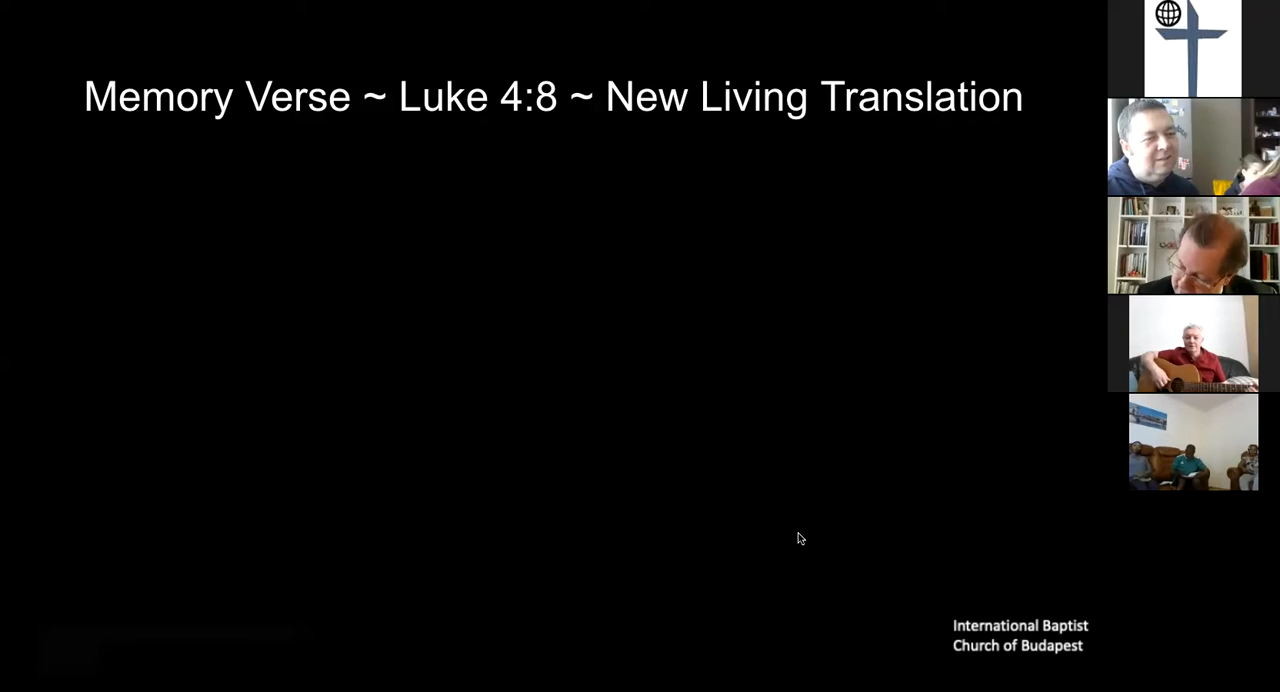 Memory Verse ~ Luke 4:8 ~ New Living Translation
International Baptist
Church of Budapest